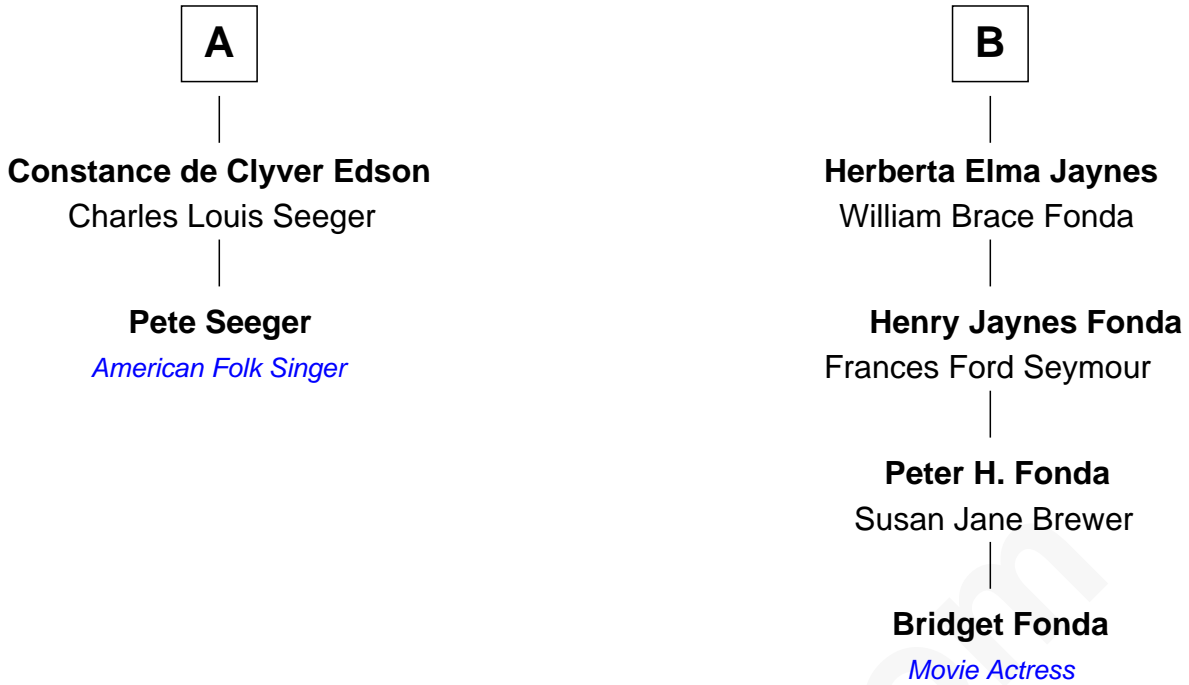 A
Constance de Clyver Edson
Charles Louis Seeger
Pete Seeger
American Folk Singer
B
Herberta Elma Jaynes
William Brace Fonda
Henry Jaynes Fonda
Frances Ford Seymour
Peter H. Fonda
Susan Jane Brewer
Bridget Fonda
Movie Actress